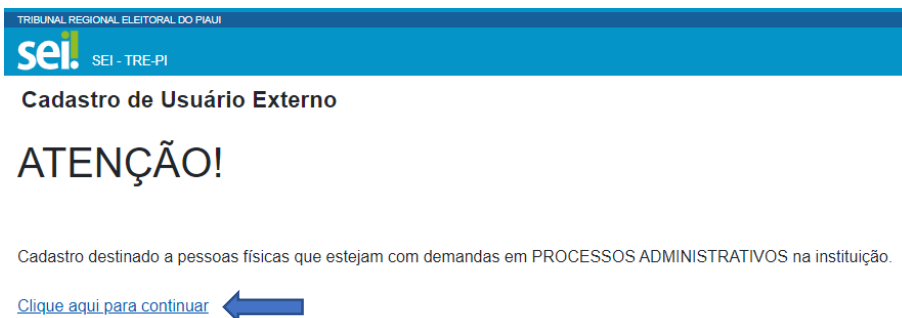 TRIBUNAL REGIONAL ELEITORAL DO PIAUI
sei! SEI - TRE-PI
Cadastro de Usuário Externo
ATENÇÃO!
Cadastro destinado a pessoas físicas que estejam com demandas em PROCESSOS ADMINISTRATIVOS na instituição.
Clique aqui para continuar